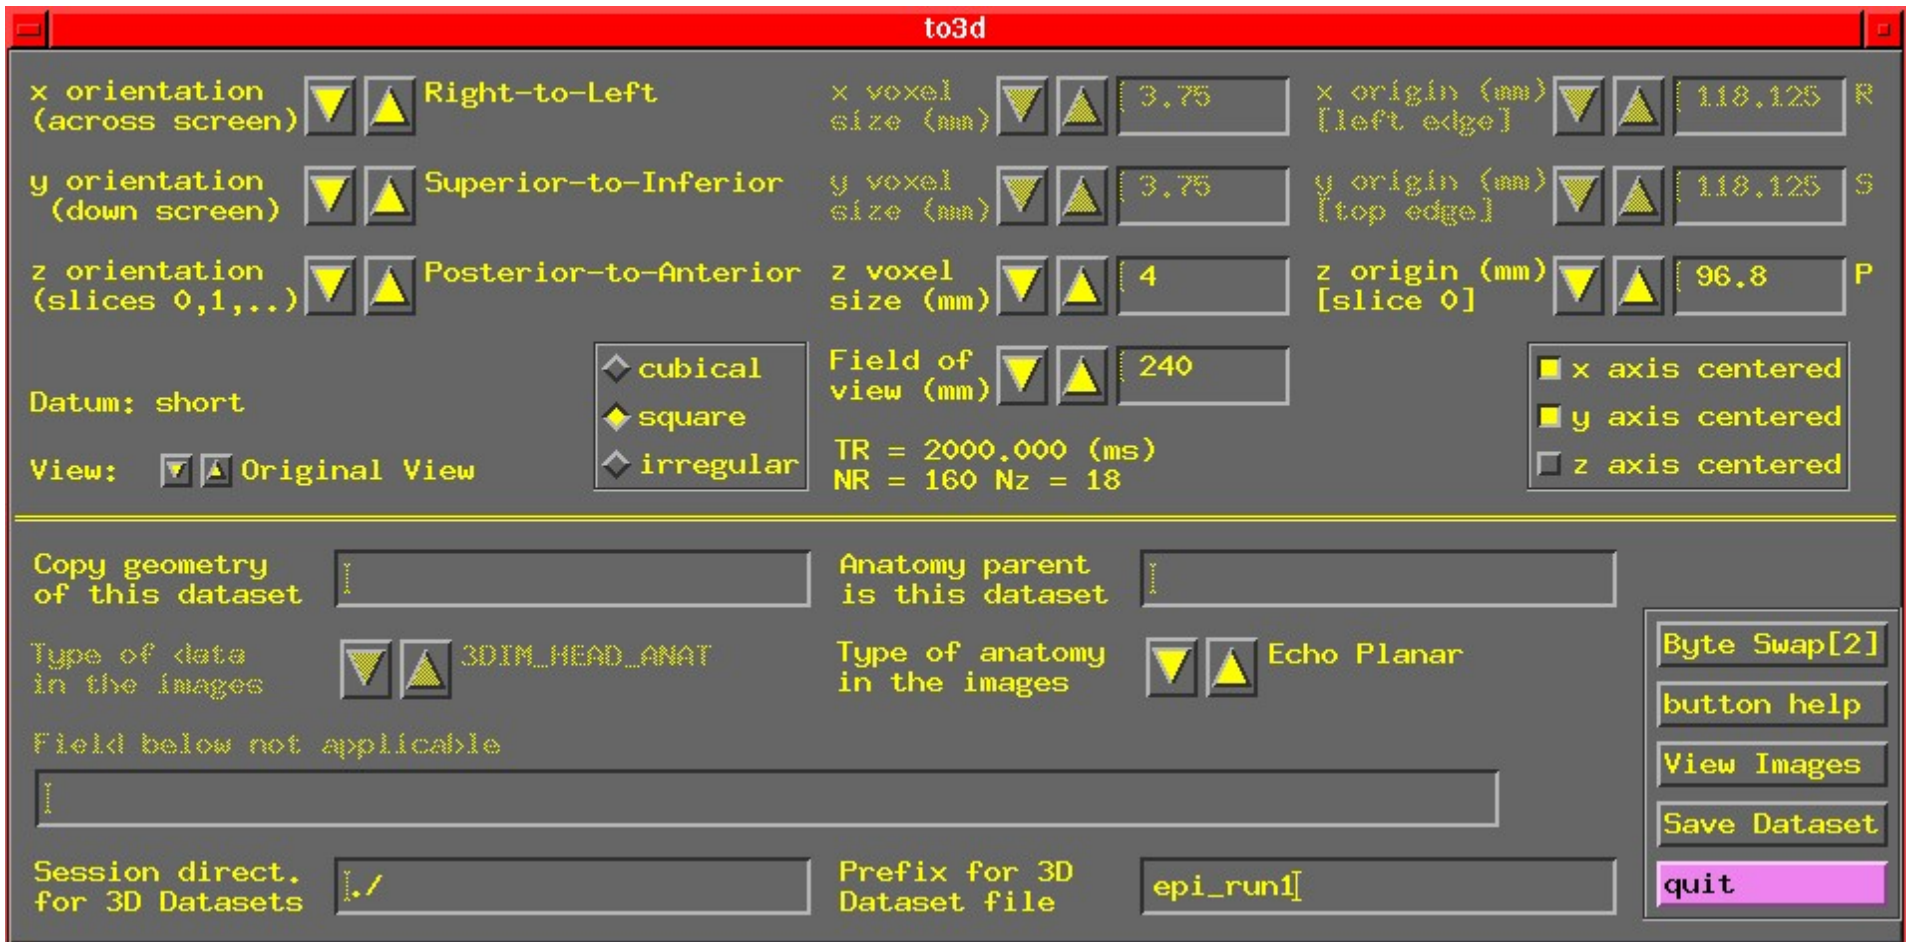 to3d
x orientation
(across screen)
Right-to-Left
x voxel
size (mm)
3.75
x origin (mm)
[left edge]
118.125
R
y orientation
(down screen)
Superior-to-Inferior
y voxel
size (mm)
3.75
y origin (mm)
[top edge]
118.125
S
z orientation
(slices 0,1,..)
Posterior-to-Anterior
z voxel
size (mm)
4
z origin (mm)
[slice 0]
96.8
P
Datum: short
View:
Original View
cubical
square
irregular
Field of
view (mm)
240
TR = 2000.000 (ms)
NR = 160 Nz = 18
x axis centered
y axis centered
z axis centered
Copy geometry
of this dataset
Anatomy parent
is this dataset
Type of data
in the images
3DIM_HEAD_ANAT
Type of anatomy
in the images
Echo Planar
Field below not applicable
Session direct.
for 3D Datasets
./
Prefix for 3D
Dataset file
epi_run1
Byte Swap[2]
button help
View Images
Save Dataset
quit